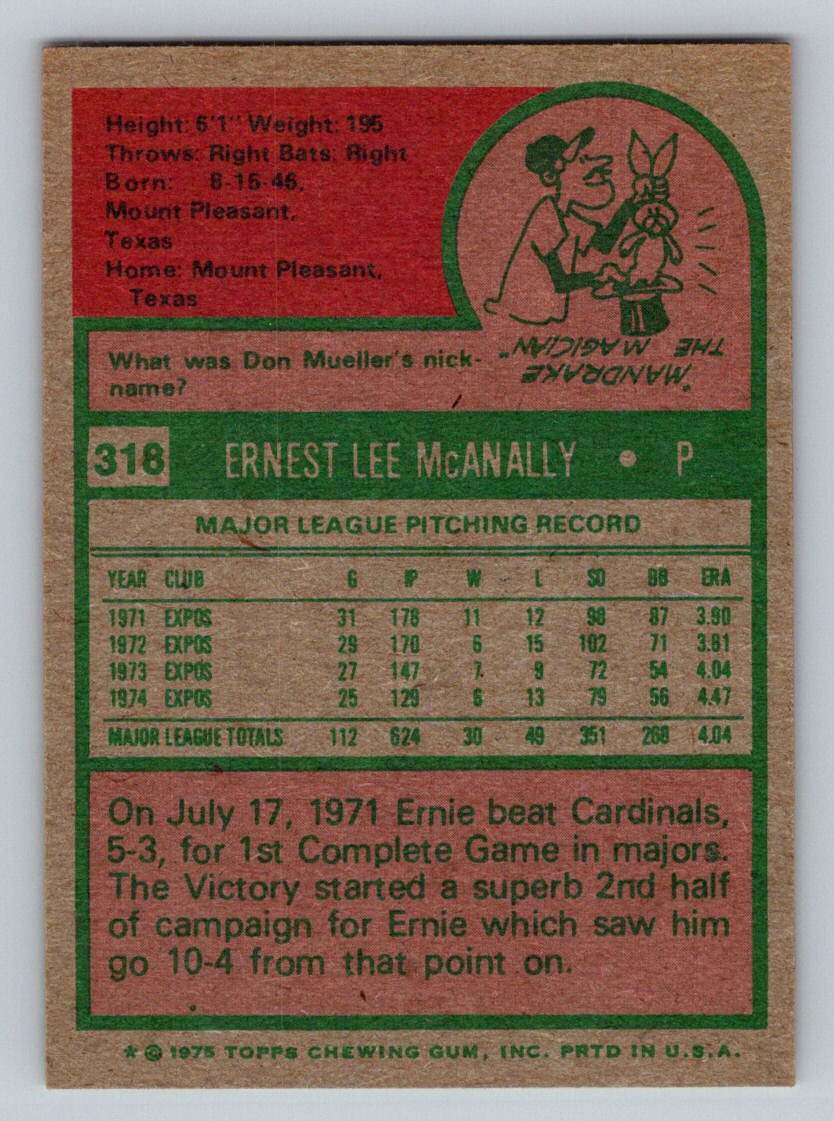 Height: 6'1" Weight: 195
Throws: Right Bats: Right
Born: 8-15-46,
Mount Pleasant,
Texas
Home: Mount Pleasant,
Texas
"MANDRAKE
THE MAGICIAN"
What was Don Mueller's nick-
name?
318 ERNEST LEE McANALLY • P
MAJOR LEAGUE PITCHING RECORD
YEAR CLUB G IP W L SO BB ERA
1971 EXPOS 31 178 11 12 98 87 3.90
1972 EXPOS 29 170 6 15 102 71 3.81
1973 EXPOS 27 147 7 9 72 54 4.04
1974 EXPOS 25 129 6 13 79 56 4.47
MAJOR LEAGUE TOTALS 112 624 30 49 351 268 4.04
On July 17, 1971 Ernie beat Cardinals,
5-3, for 1st Complete Game in majors.
The Victory started a superb 2nd half
of campaign for Ernie which saw him
go 10-4 from that point on.
* © 1975 TOPPS CHEWING GUM, INC. PRTD IN U.S.A.